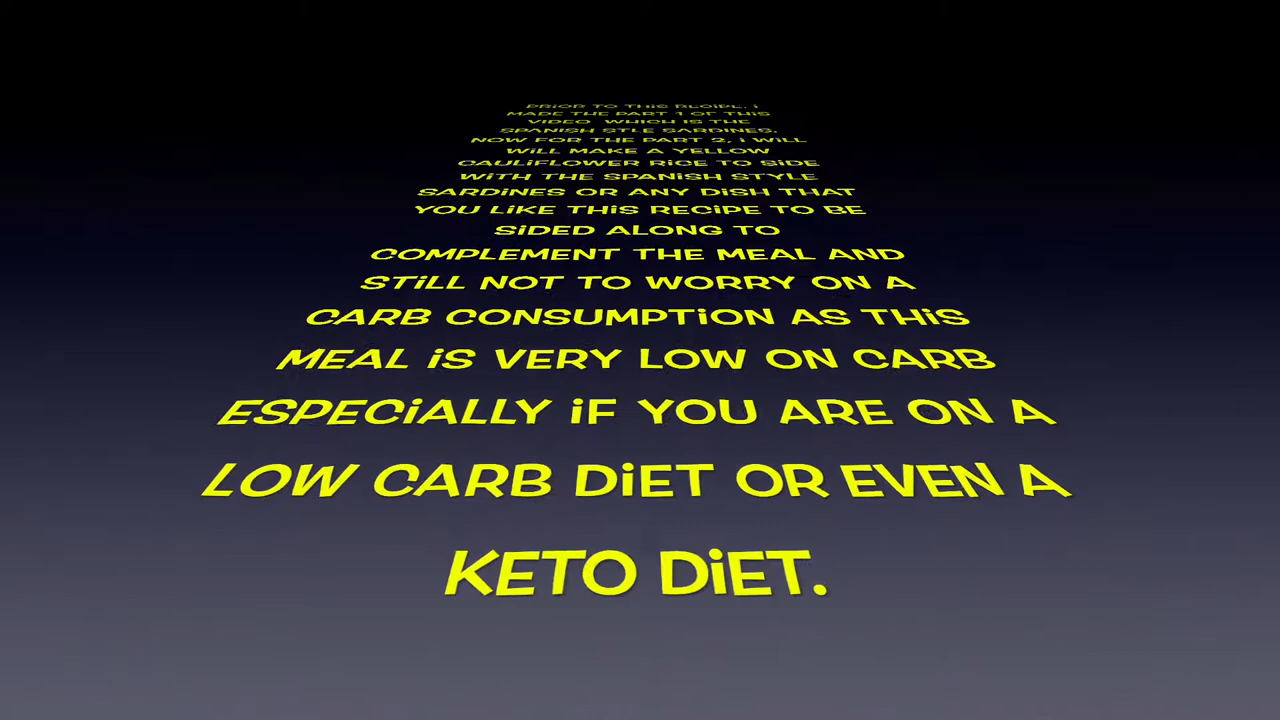 PRIOR TO THIS RECIPE, I
MADE THE PART 1 OF THIS
VIDEO WHICH IS THE
SPANISH STLE SARDINES.
NOW FOR THE PART 2, I WILL
WILL MAKE A YELLOW
CAULIFLOWER RICE TO SIDE
WITH THE SPANISH STYLE
SARDINES OR ANY DISH THAT
YOU LIKE THIS RECIPE TO BE
SIDED ALONG TO
COMPLEMENT THE MEAL AND
STILL NOT TO WORRY ON A
CARB CONSUMPTION AS THIS
MEAL IS VERY LOW ON CARB
ESPECIALLY IF YOU ARE ON A
LOW CARB DIET OR EVEN A
KETO DIET.